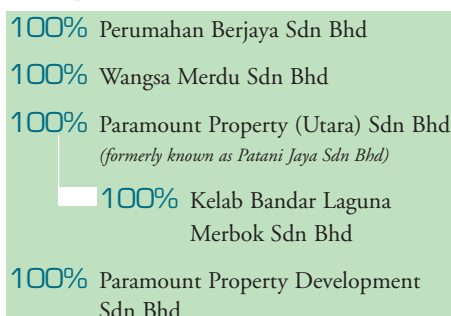 100% Perumahan Berjaya Sdn Bhd
100% Wangsa Merdu Sdn Bhd
100% Paramount Property (Utara) Sdn Bhd
(formerly known as Patani Jaya Sdn Bhd)
100% Kelab Bandar Laguna
Merbok Sdn Bhd
100% Paramount Property Development
Sdn Bhd